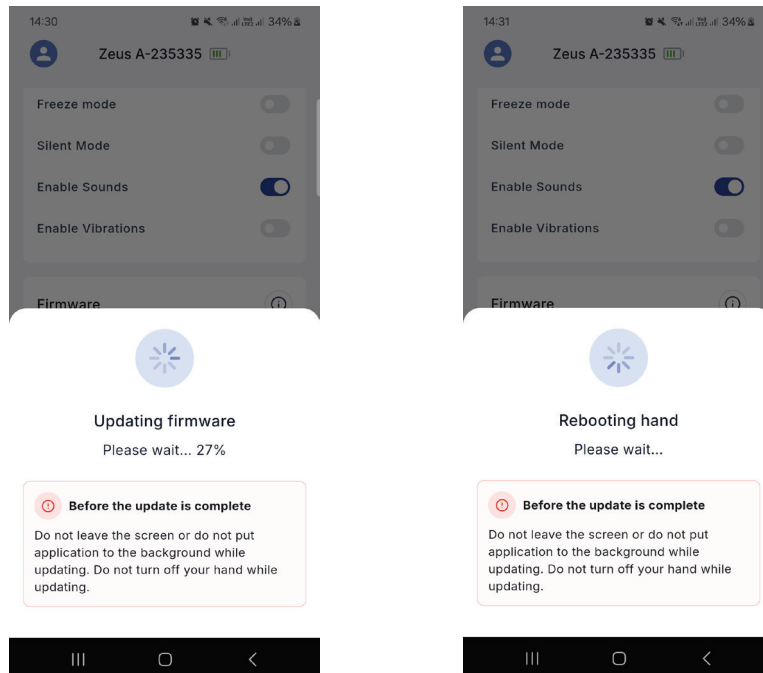 14:30
34%
Zeus A-235335
Freeze mode
Silent Mode
Enable Sounds
Enable Vibrations
Firmware
Updating firmware
Please wait... 27%
Before the update is complete
Do not leave the screen or do not put
application to the background while
updating. Do not turn off your hand while
updating.
14:31
34%
Zeus A-235335
Freeze mode
Silent Mode
Enable Sounds
Enable Vibrations
Firmware
Rebooting hand
Please wait...
Before the update is complete
Do not leave the screen or do not put
application to the background while
updating. Do not turn off your hand while
updating.